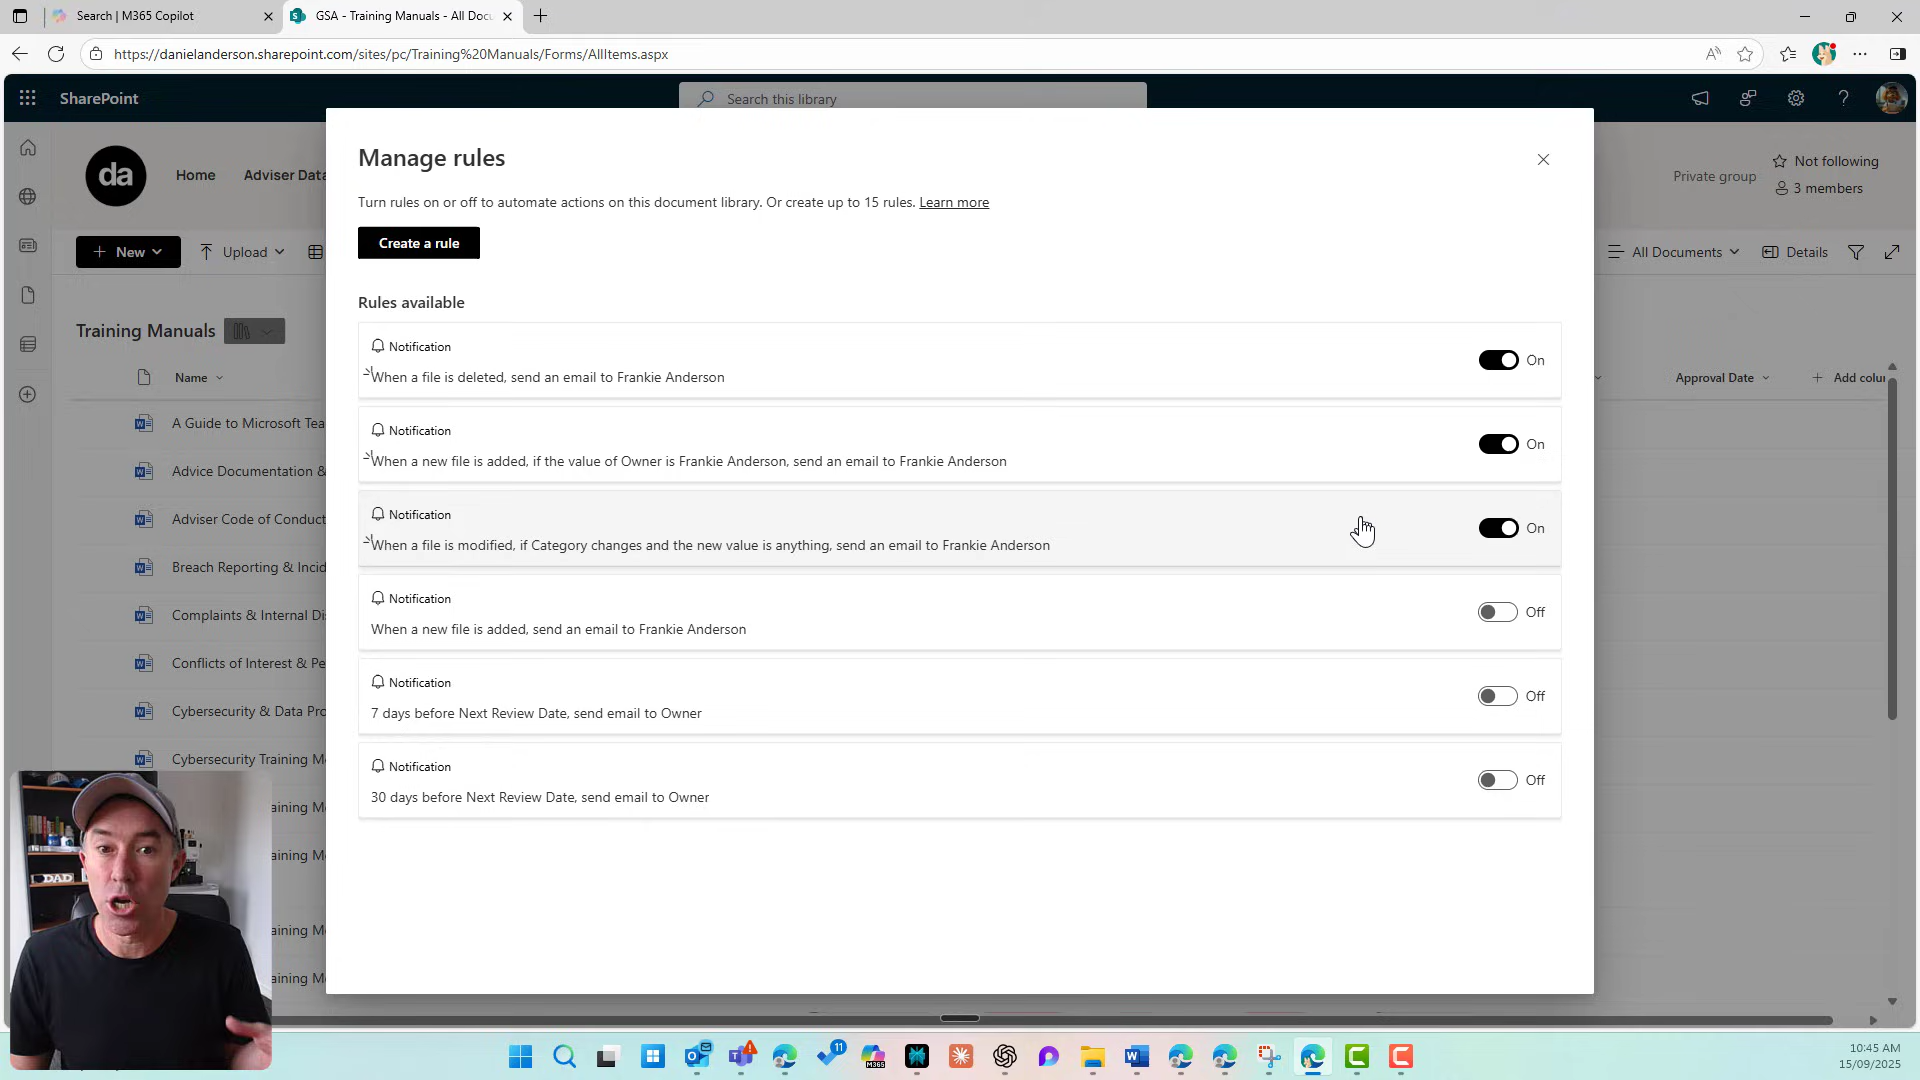 Search | M365 Copilot
GSA - Training Manuals - All Docu
https://danielanderson.sharepoint.com/sites/pc/Training%20Manuals/Forms/AllItems.aspx
SharePoint
Search this library
da
Home
Adviser Data
Private group
Not following
3 members
New
Upload
All Documents
Details
Training Manuals
Name
Approval Date
Add colu
A Guide to Microsoft Tea
Advice Documentation &
Adviser Code of Conduct
Breach Reporting & Incid
Complaints & Internal Di
Conflicts of Interest & Pe
Cybersecurity & Data Pro
Cybersecurity Training M
aining M
aining M
aining M
aining M
Manage rules
Turn rules on or off to automate actions on this document library. Or create up to 15 rules. Learn more
Create a rule
Rules available
Notification
When a file is deleted, send an email to Frankie Anderson
On
Notification
When a new file is added, if the value of Owner is Frankie Anderson, send an email to Frankie Anderson
On
Notification
When a file is modified, if Category changes and the new value is anything, send an email to Frankie Anderson
On
Notification
When a new file is added, send an email to Frankie Anderson
Off
Notification
7 days before Next Review Date, send email to Owner
Off
Notification
30 days before Next Review Date, send email to Owner
Off
DAD
11
M365
10:45 AM
15/09/2025